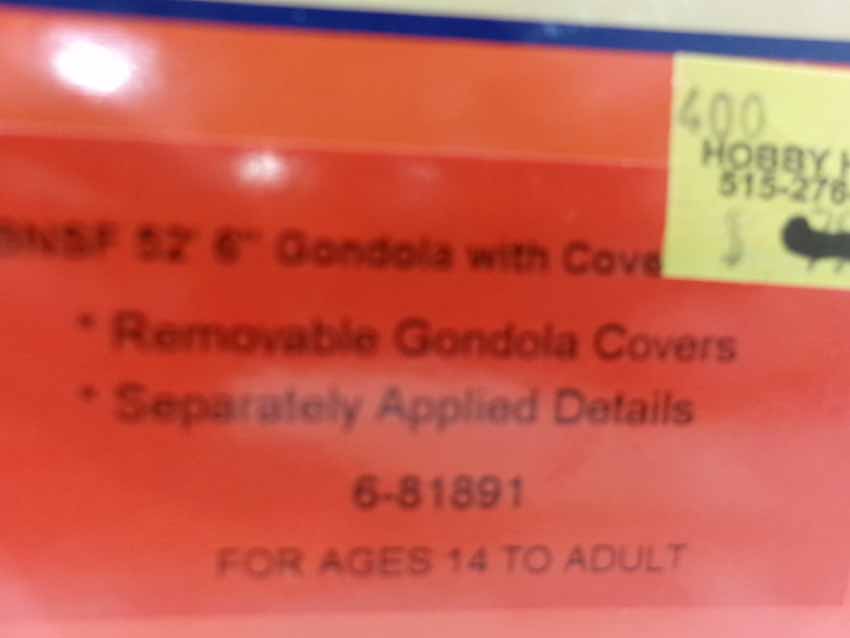 400
HOBBY H
515-276-
$
BNSF 52' 6" Gondola with Cove
* Removable Gondola Covers
* Separately Applied Details
6-81891
FOR AGES 14 TO ADULT